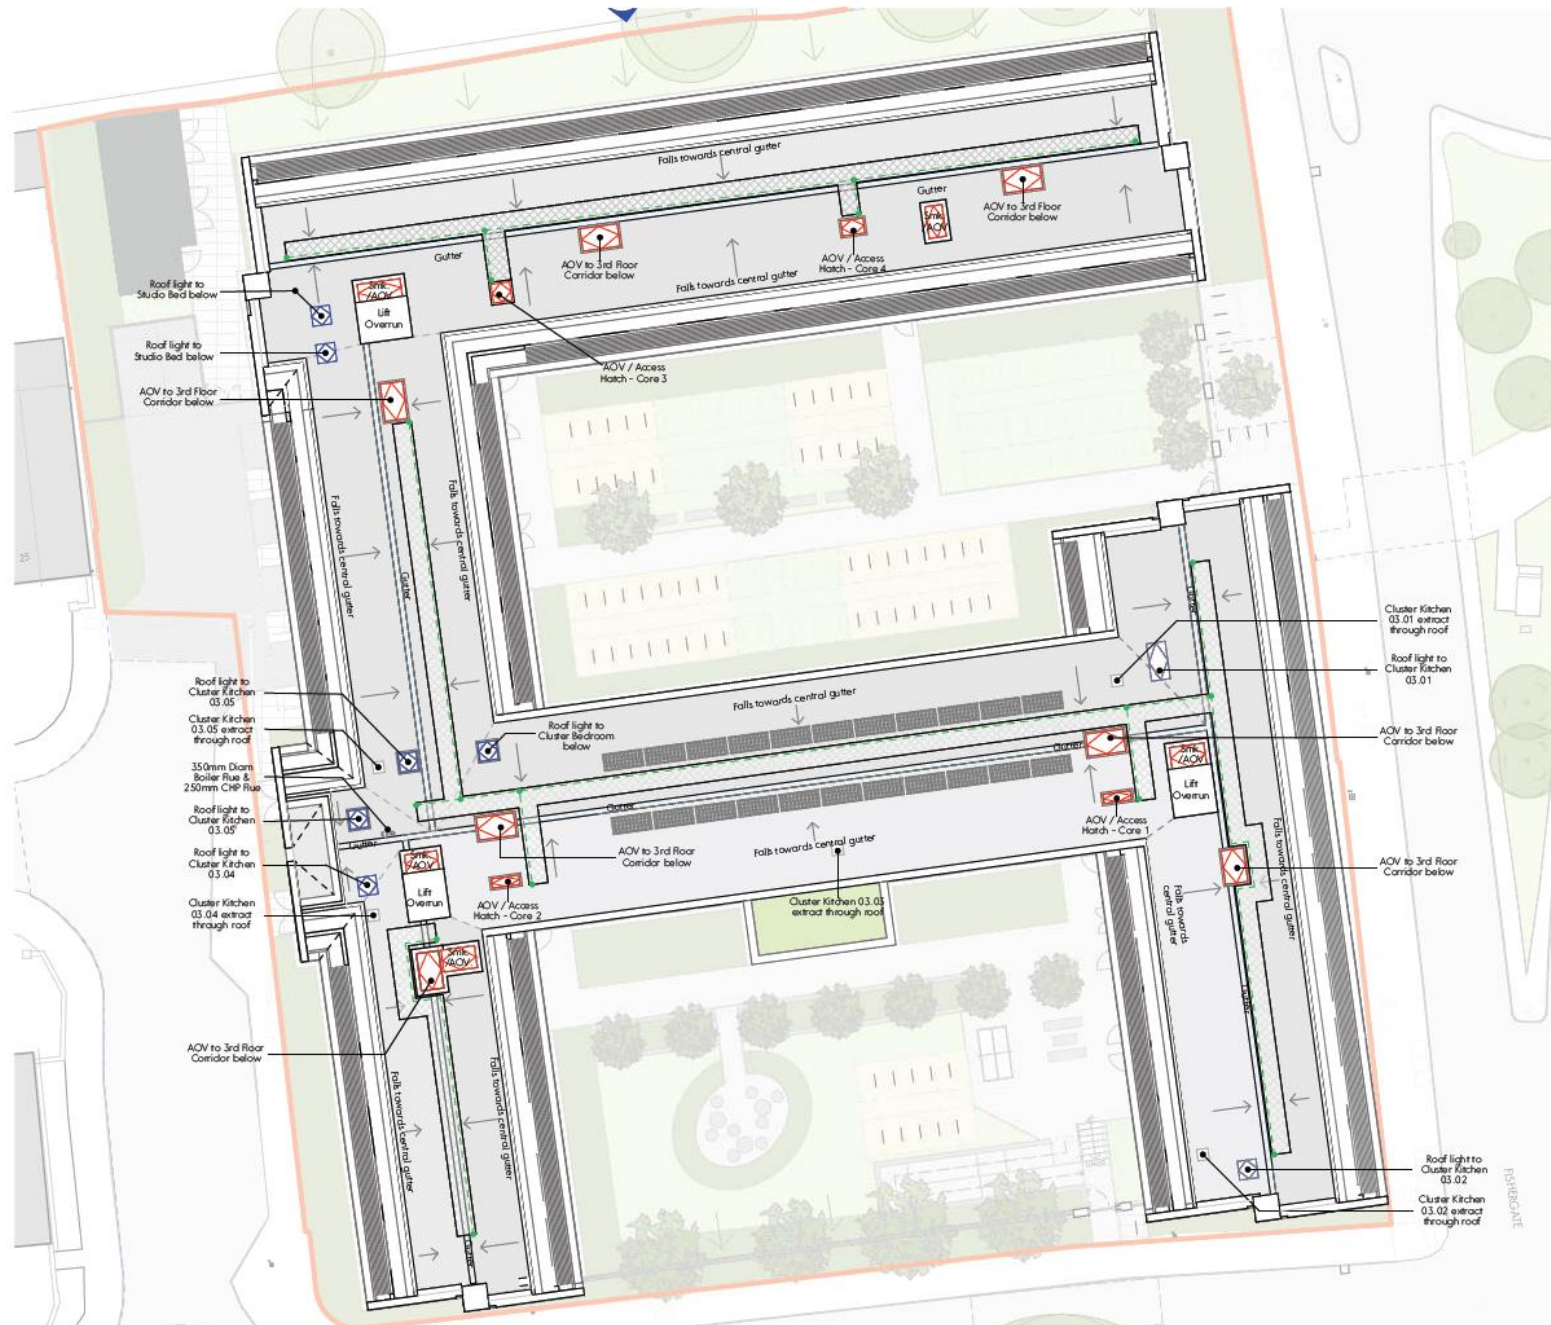 Falls towards central gutter
Gutter
AOV to 3rd Floor
Corridor below
Smk.
/AOV
AOV / Access
Hatch - Core 4
Gutter
AOV to 3rd Floor
Corridor below
Falls towards central gutter
Roof light to
Studio Bed below
Smk.
/AOV
Lift
Overrun
Roof light to
Studio Bed below
AOV / Access
Hatch - Core 3
AOV to 3rd Floor
Corridor below
Falls towards central gutter
Gutter
Falls towards central gutter
25
Gutter
Cluster Kitchen
03.01 extract
through roof
Roof light to
Cluster Kitchen
03.01
Roof light to
Cluster Kitchen
03.05
Cluster Kitchen
03.05 extract
through roof
350mm Diam
Boiler Flue &
250mm CHP Flue
Roof light to
Cluster Kitchen
03.05
Roof light to
Cluster Kitchen
03.04
Cluster Kitchen
03.04 extract
through roof
Roof light to
Cluster Bedroom
below
Falls towards central gutter
Gutter
AOV to 3rd Floor
Corridor below
Smk.
/AOV
Lift
Overrun
Gutter
AOV / Access
Hatch - Core 1
Falls towards central gutter
AOV to 3rd Floor
Corridor below
Gutter
Smk.
/AOV
Lift
Overrun
AOV / Access
Hatch - Core 2
Cluster Kitchen 03.03
extract through roof
AOV to 3rd Floor
Corridor below
Falls towards
central gutter
Falls towards central gutter
Gutter
Smk.
/AOV
AOV to 3rd Floor
Corridor below
Falls towards central gutter
Falls towards central gutter
Gutter
Roof light to
Cluster Kitchen
03.02
Cluster Kitchen
03.02 extract
through roof
FISHERGATE